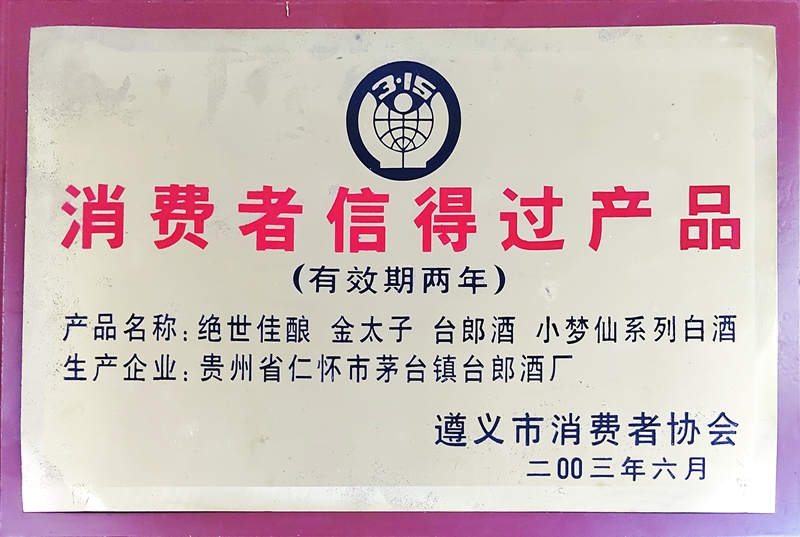 3·15
消费者信得过产品
(有效期两年)
产品名称：绝世佳酿 金太子 台郎酒 小梦仙系列白酒
生产企业：贵州省仁怀市茅台镇台郎酒厂
遵义市消费者协会
二00三年六月